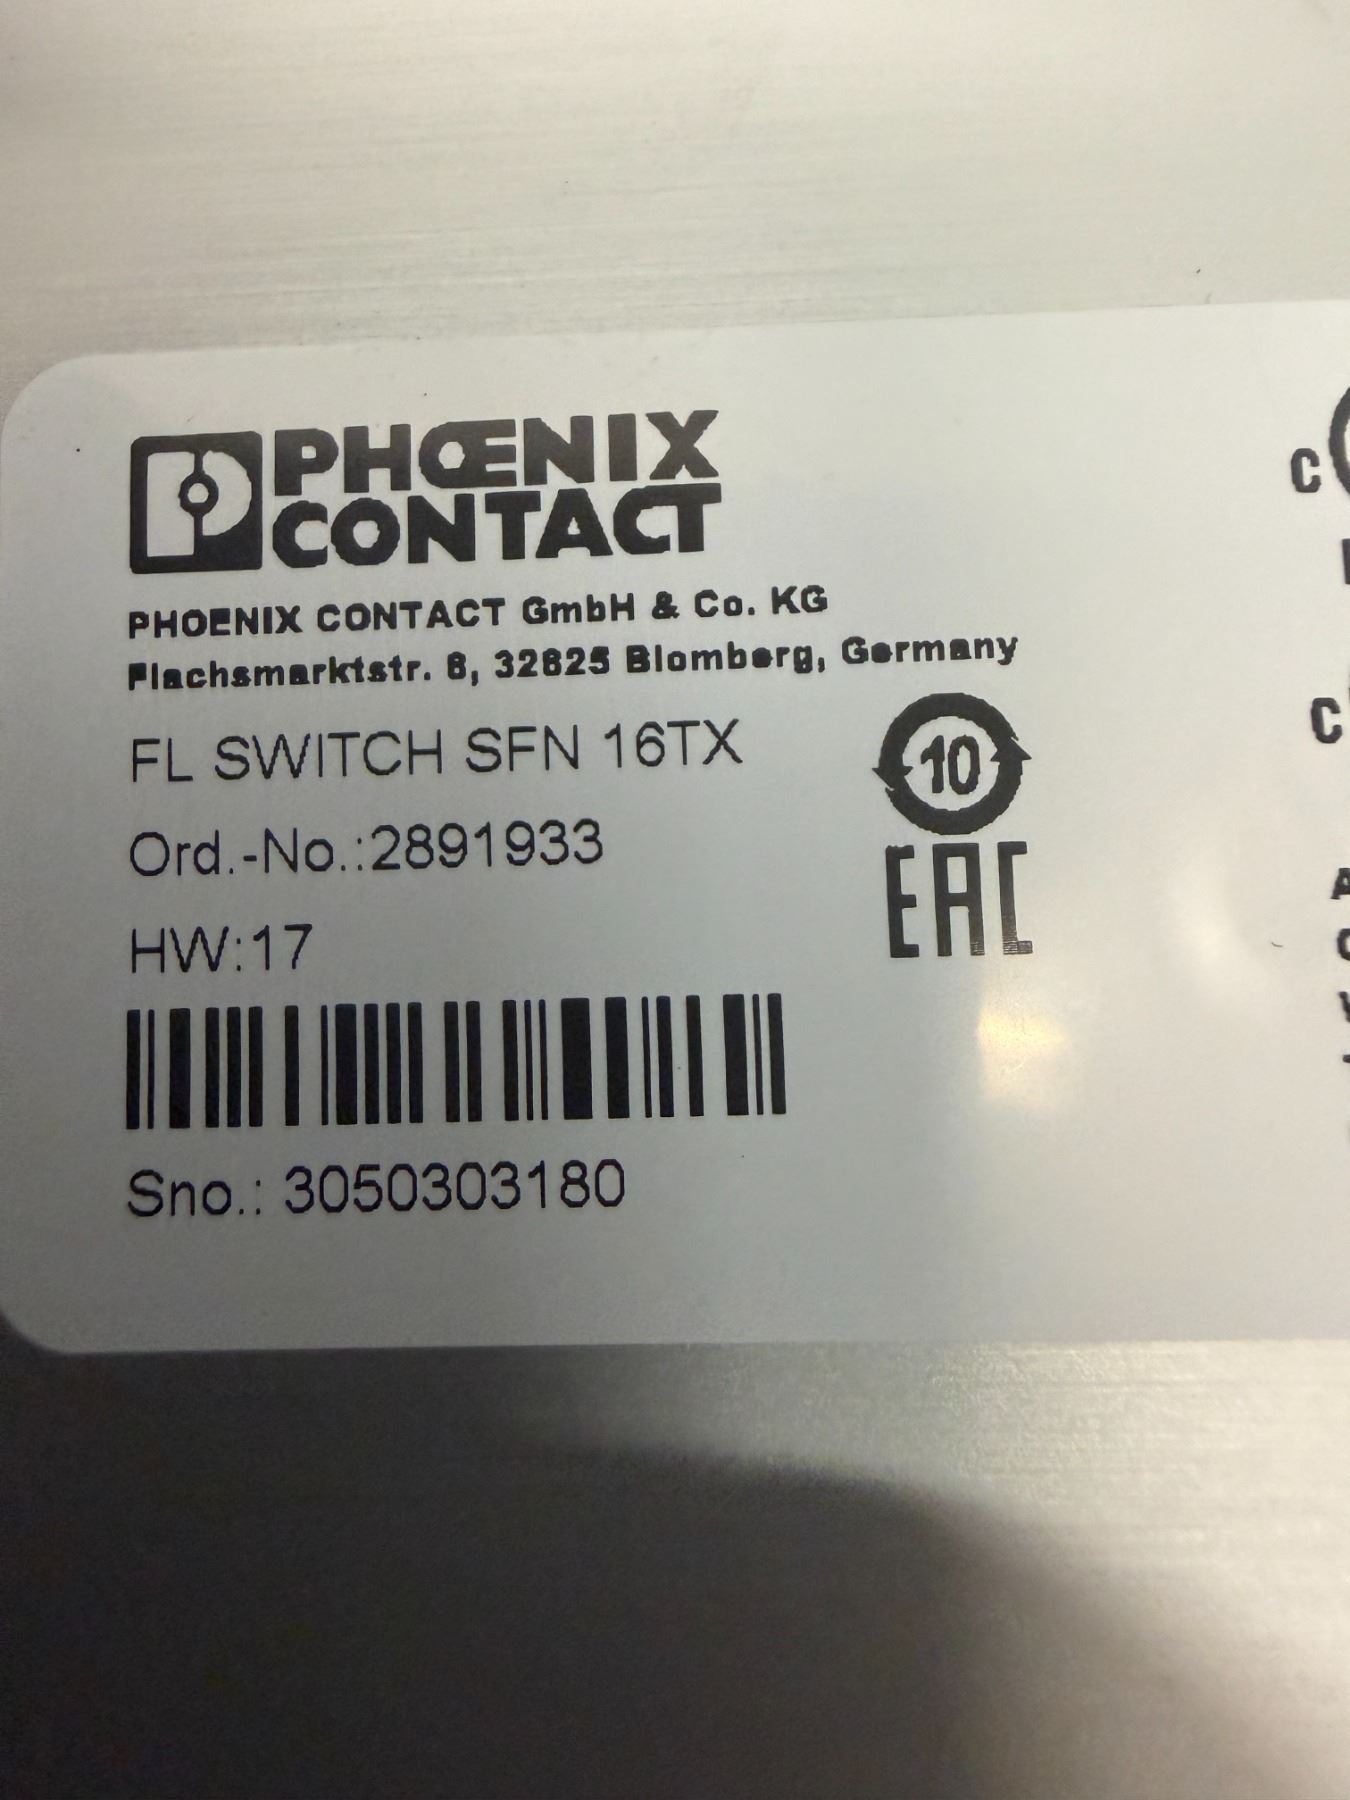 PHŒNIX
CONTACT
PHOENIX CONTACT GmbH & Co. KG
Flachsmarktstr. 8, 32825 Blomberg, Germany
FL SWITCH SFN 16TX
10
Ord.-No.:2891933
EAC
HW:17
Sno.: 3050303180
C
C